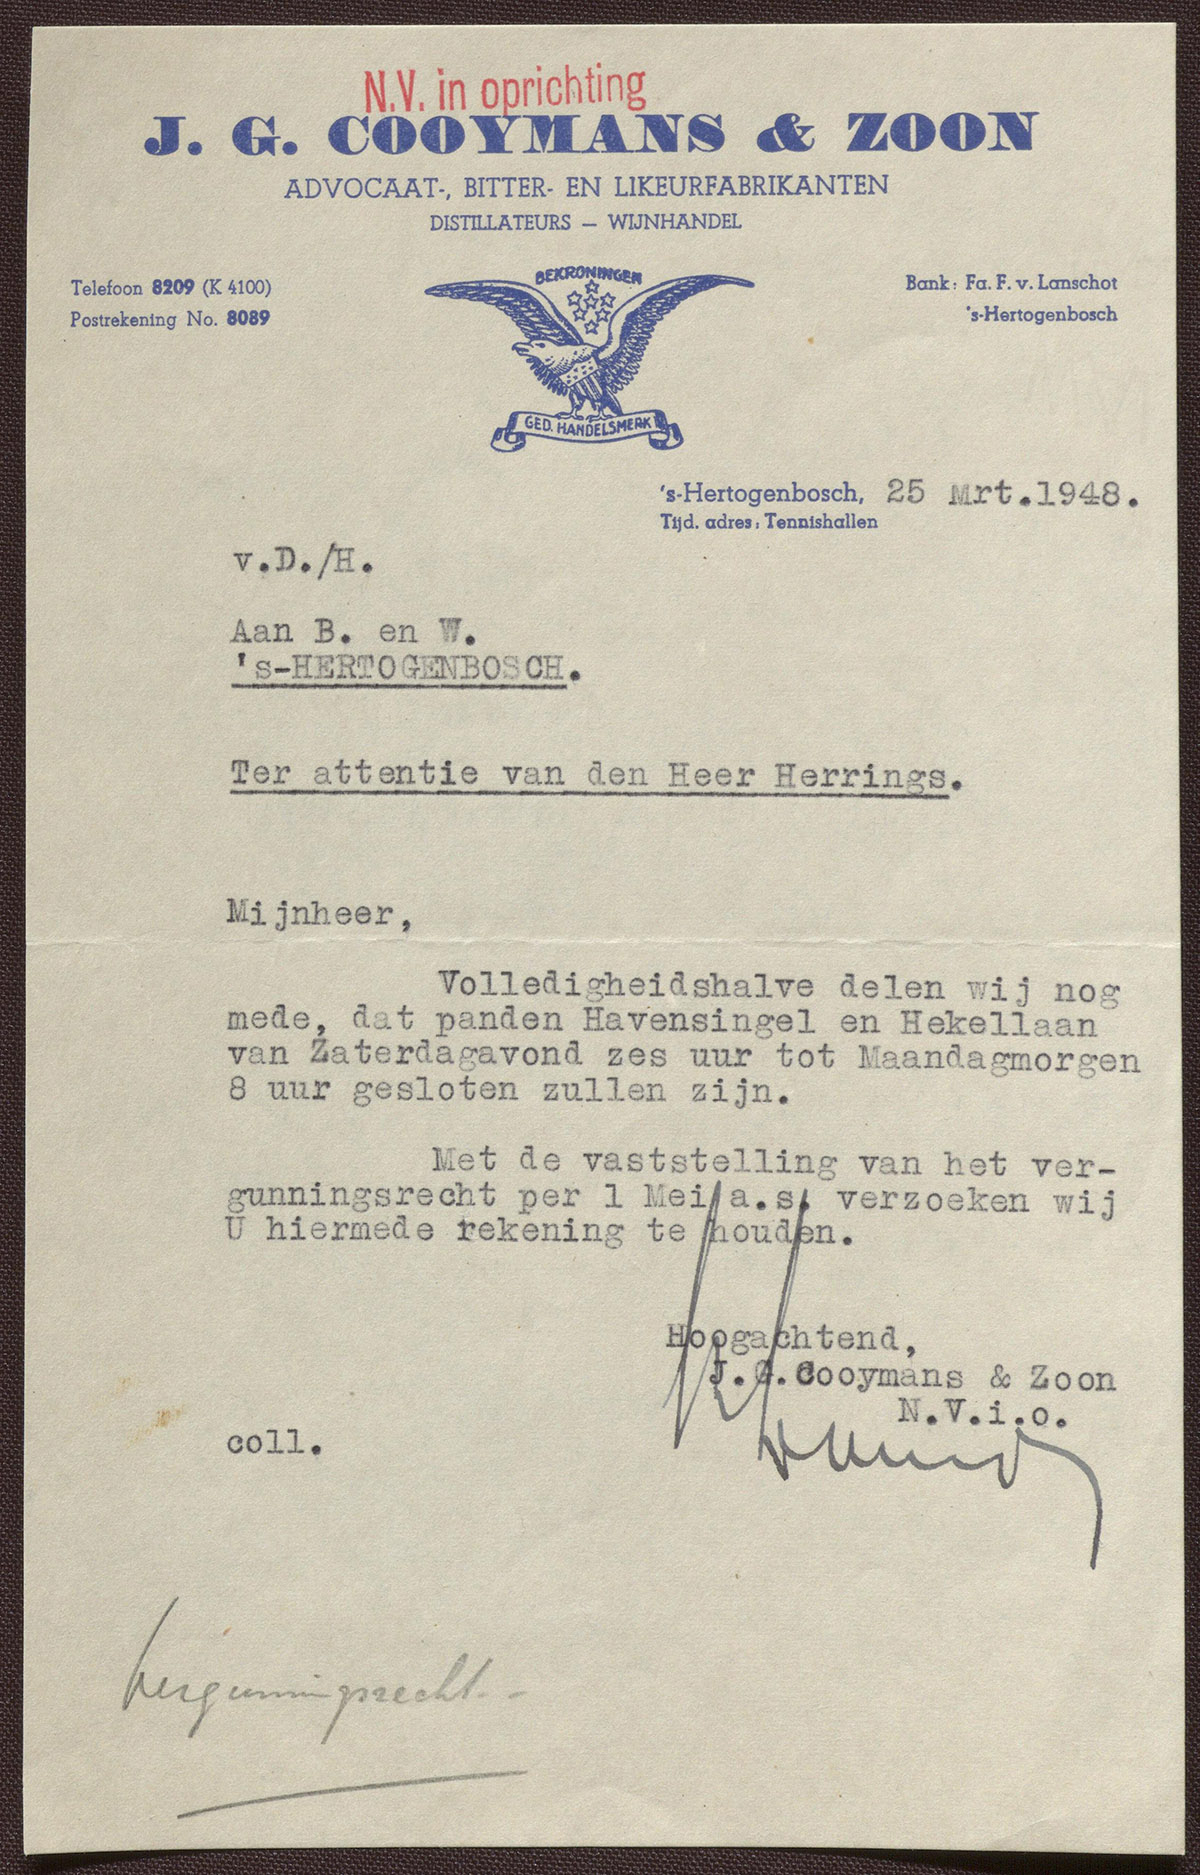 N.V. in oprichting
J. G. COOYMANS & ZOON
ADVOCAAT-, BITTER- EN LIKEURFABRIKANTEN
DISTILLATEURS — WIJNHANDEL
Telefoon 8209 (K 4100)
Postrekening No. 8089
BEKRONINGEN
GED. HANDELSMERK
Bank: Fa. F. v. Lanschot
's-Hertogenbosch
's-Hertogenbosch, 25 Mrt.1948.
Tijd. adres: Tennishallen
v.D./H.
Aan B. en W.
's-HERTOGENBOSCH.
Ter attentie van den Heer Herrings.
Mijnheer,
Volledigheidshalve delen wij nog
mede, dat panden Havensingel en Hekellaan
van Zaterdagavond zes uur tot Maandagmorgen
8 uur gesloten zullen zijn.
Met de vaststelling van het ver-
gunningsrecht per 1 Mei a.s. verzoeken wij
U hiermede rekening te houden.
Hoogachtend,
J.G.Cooymans & Zoon
N.V.i.o.
coll.
Vergunningsrecht.-